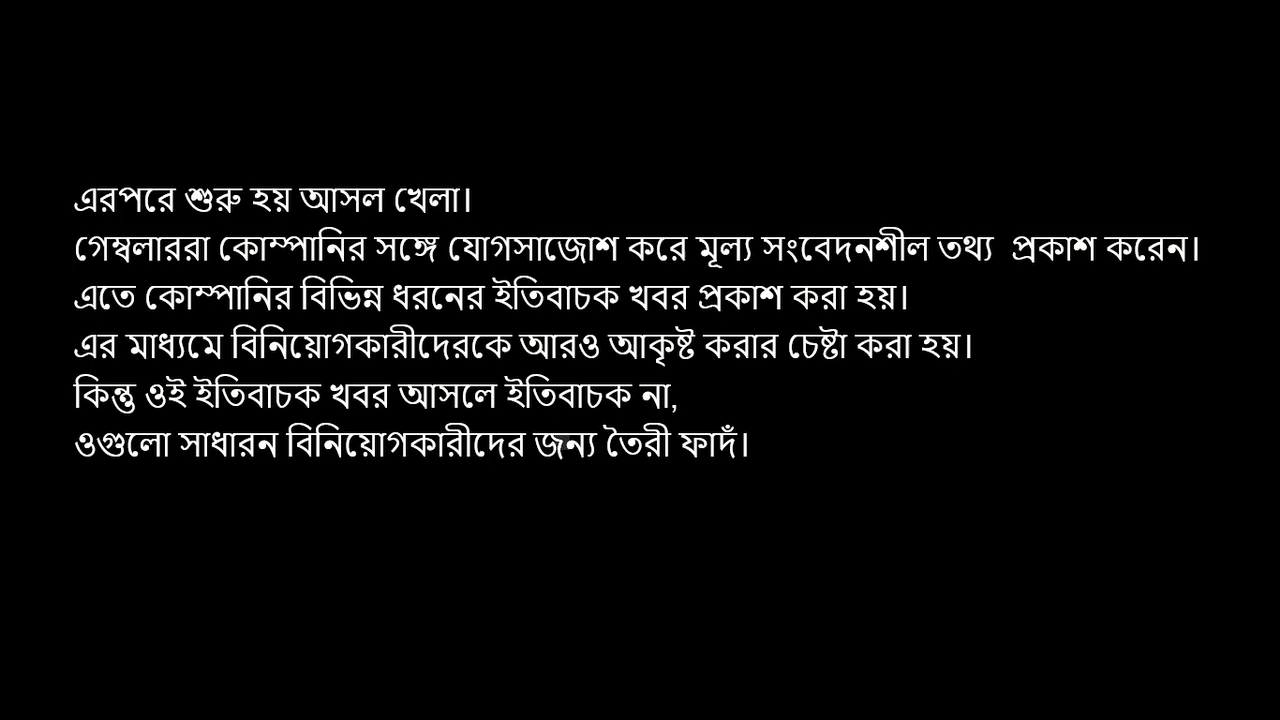 এরপরে শুরু হয় আসল খেলা।
গেম্বলাররা কোম্পানির সঙ্গে যোগসাজোশ করে মূল্য সংবেদনশীল তথ্য  প্রকাশ করেন।
এতে কোম্পানির বিভিন্ন ধরনের ইতিবাচক খবর প্রকাশ করা হয়।
এর মাধ্যমে বিনিয়োগকারীদেরকে আরও আকৃষ্ট করার চেষ্টা করা হয়।
কিন্তু ওই ইতিবাচক খবর আসলে ইতিবাচক না,
ওগুলো সাধারন বিনিয়োগকারীদের জন্য তৈরী ফাদঁ।